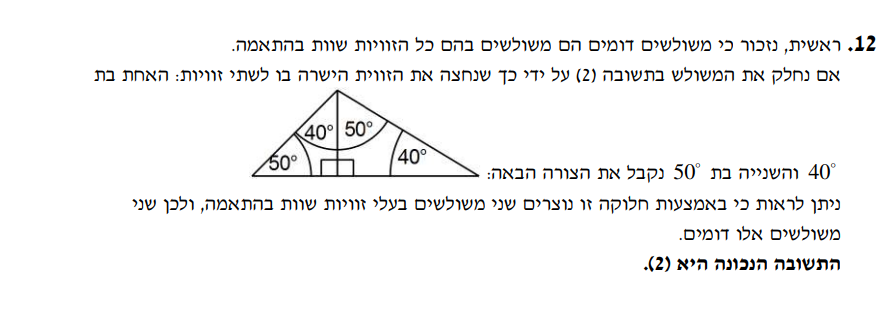 12. ראשית, נזכור כי משולשים דומים הם משולשים בהם כל הזוויות שוות בהתאמה.
אם נחלק את המשולש בתשובה (2) על ידי כך שנחצה את הזווית הישרה בו לשתי זוויות: האחת בת
40° 50°
50° 40°
40° והשנייה בת 50° נקבל את הצורה הבאה:
ניתן לראות כי באמצעות חלוקה זו נוצרים שני משולשים בעלי זוויות שוות בהתאמה, ולכן שני
משולשים אלו דומים.
התשובה הנכונה היא (2).